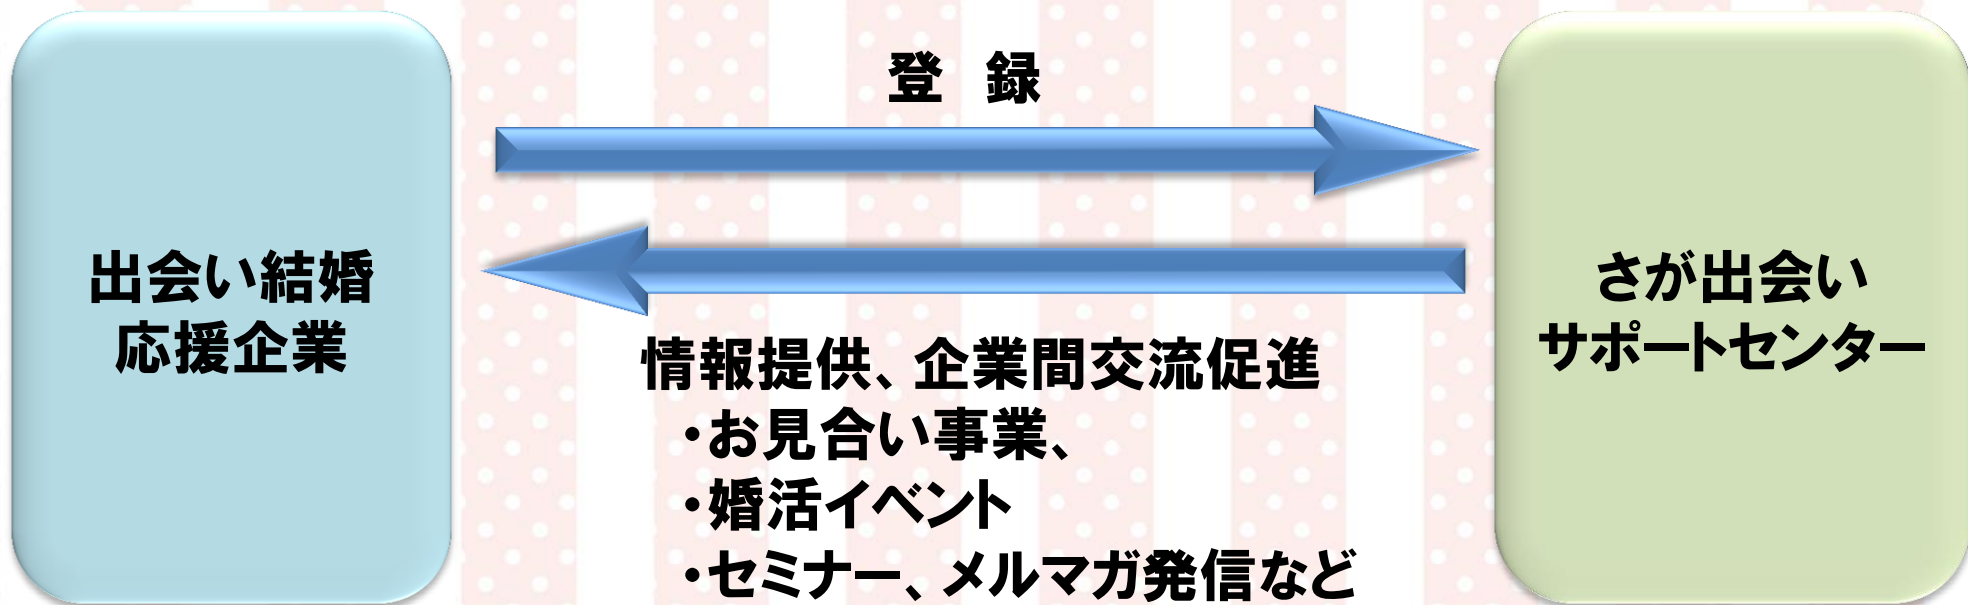 登　録
出会い結婚
応援企業
さが出会い
サポートセンター
情報提供、企業間交流促進
・お見合い事業、
・婚活イベント
・セミナー、メルマガ発信など